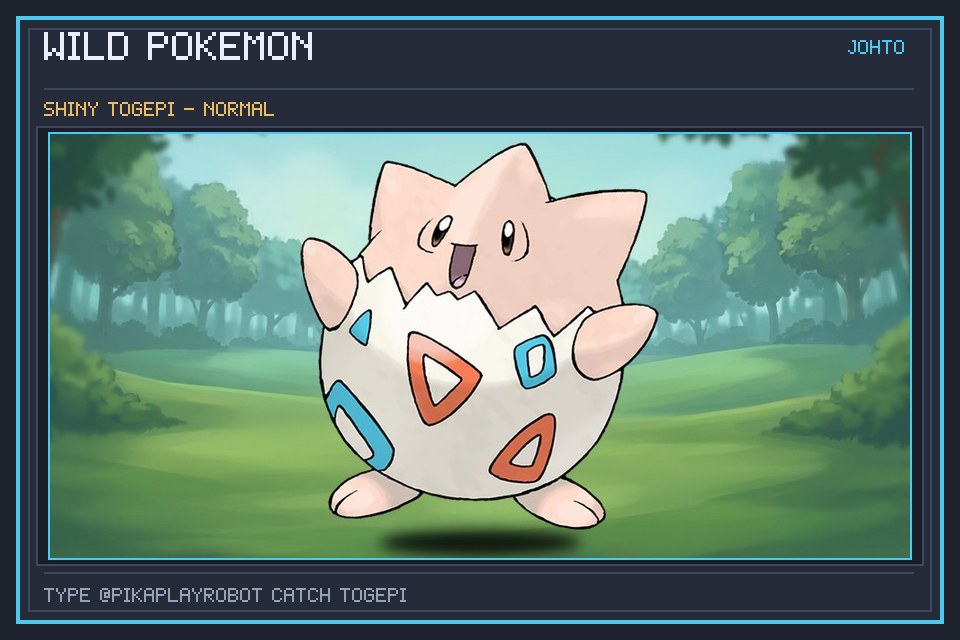 WILD POKEMON
JOHTO
SHINY TOGEPI - NORMAL
TYPE @PIKAPLAYROBOT CATCH TOGEPI